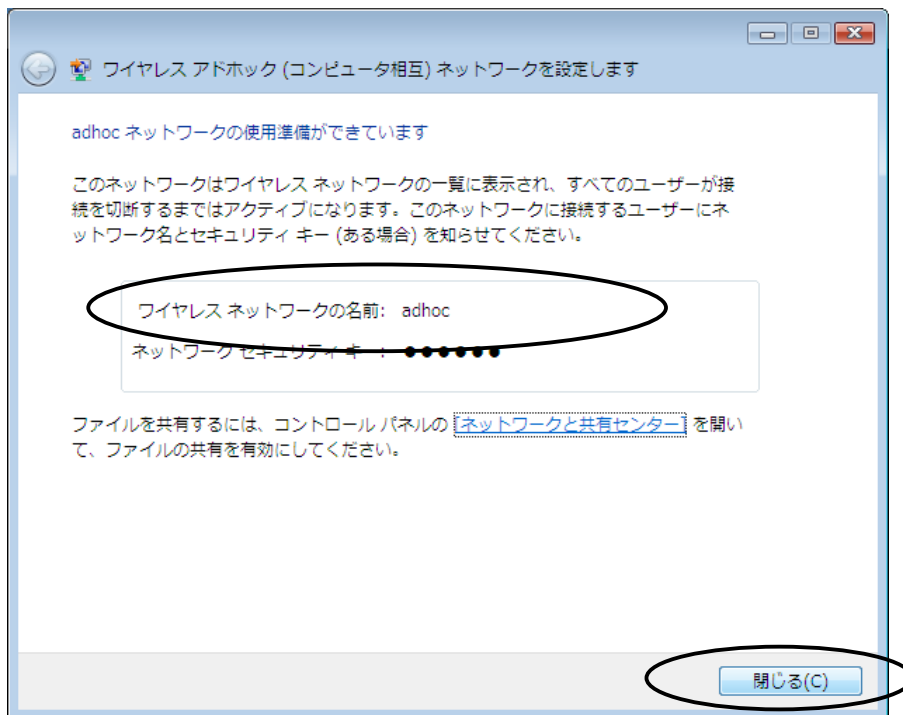 ワイヤレス アドホック (コンピュータ相互) ネットワークを設定します
adhoc ネットワークの使用準備ができています
このネットワークはワイヤレス ネットワークの一覧に表示され、すべてのユーザーが接
続を切断するまではアクティブになります。このネットワークに接続するユーザーにネ
ットワーク名とセキュリティ キー (ある場合) を知らせてください。
ワイヤレス ネットワークの名前: adhoc
ネットワーク セキュリティ キー: ●●●●●●
ファイルを共有するには、コントロール パネルの [ネットワークと共有センター] を開い
て、ファイルの共有を有効にしてください。
閉じる(C)